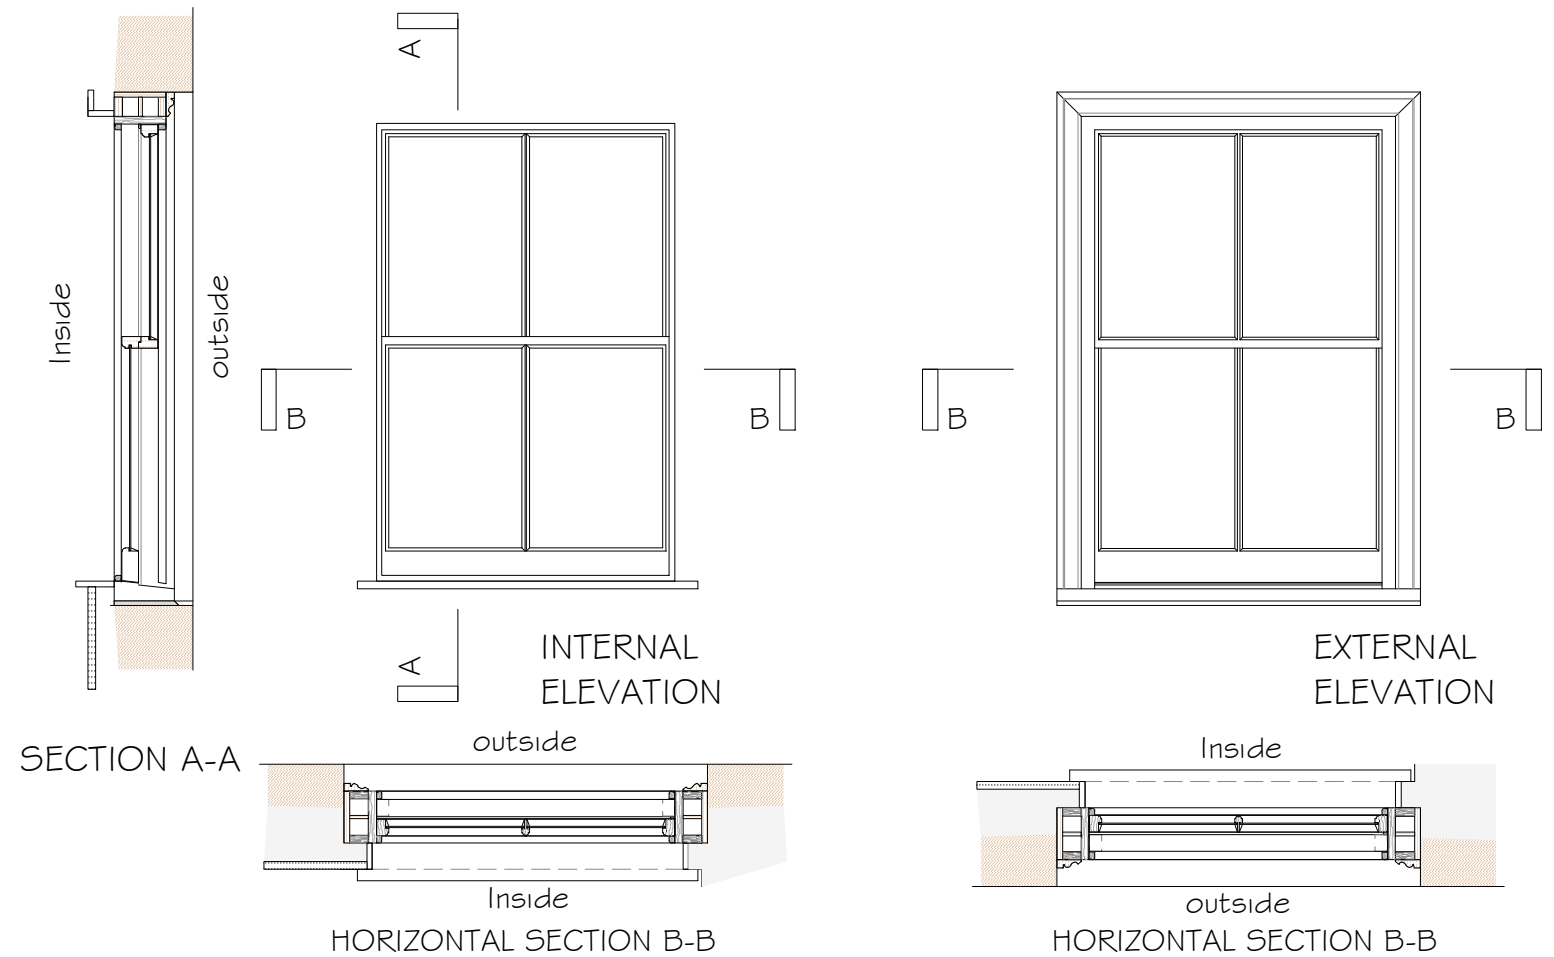 A
Inside
outside
B
B
B
B
A
INTERNAL
ELEVATION
EXTERNAL
ELEVATION
SECTION A-A
outside
Inside
Inside
outside
HORIZONTAL SECTION B-B
HORIZONTAL SECTION B-B